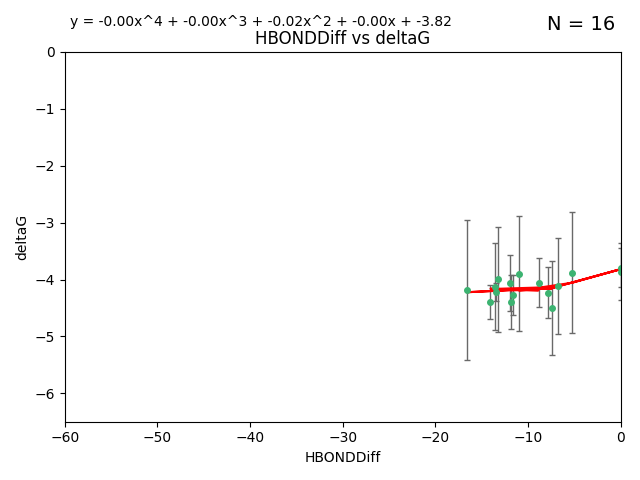 y = -0.00x^4 + -0.00x^3 + -0.02x^2 + -0.00x + -3.82
N = 16
HBONDDiff vs deltaG
0
−1
−2
−3
−4
−5
−6
deltaG
−60 −50 −40 −30 −20 −10 0
HBONDDiff